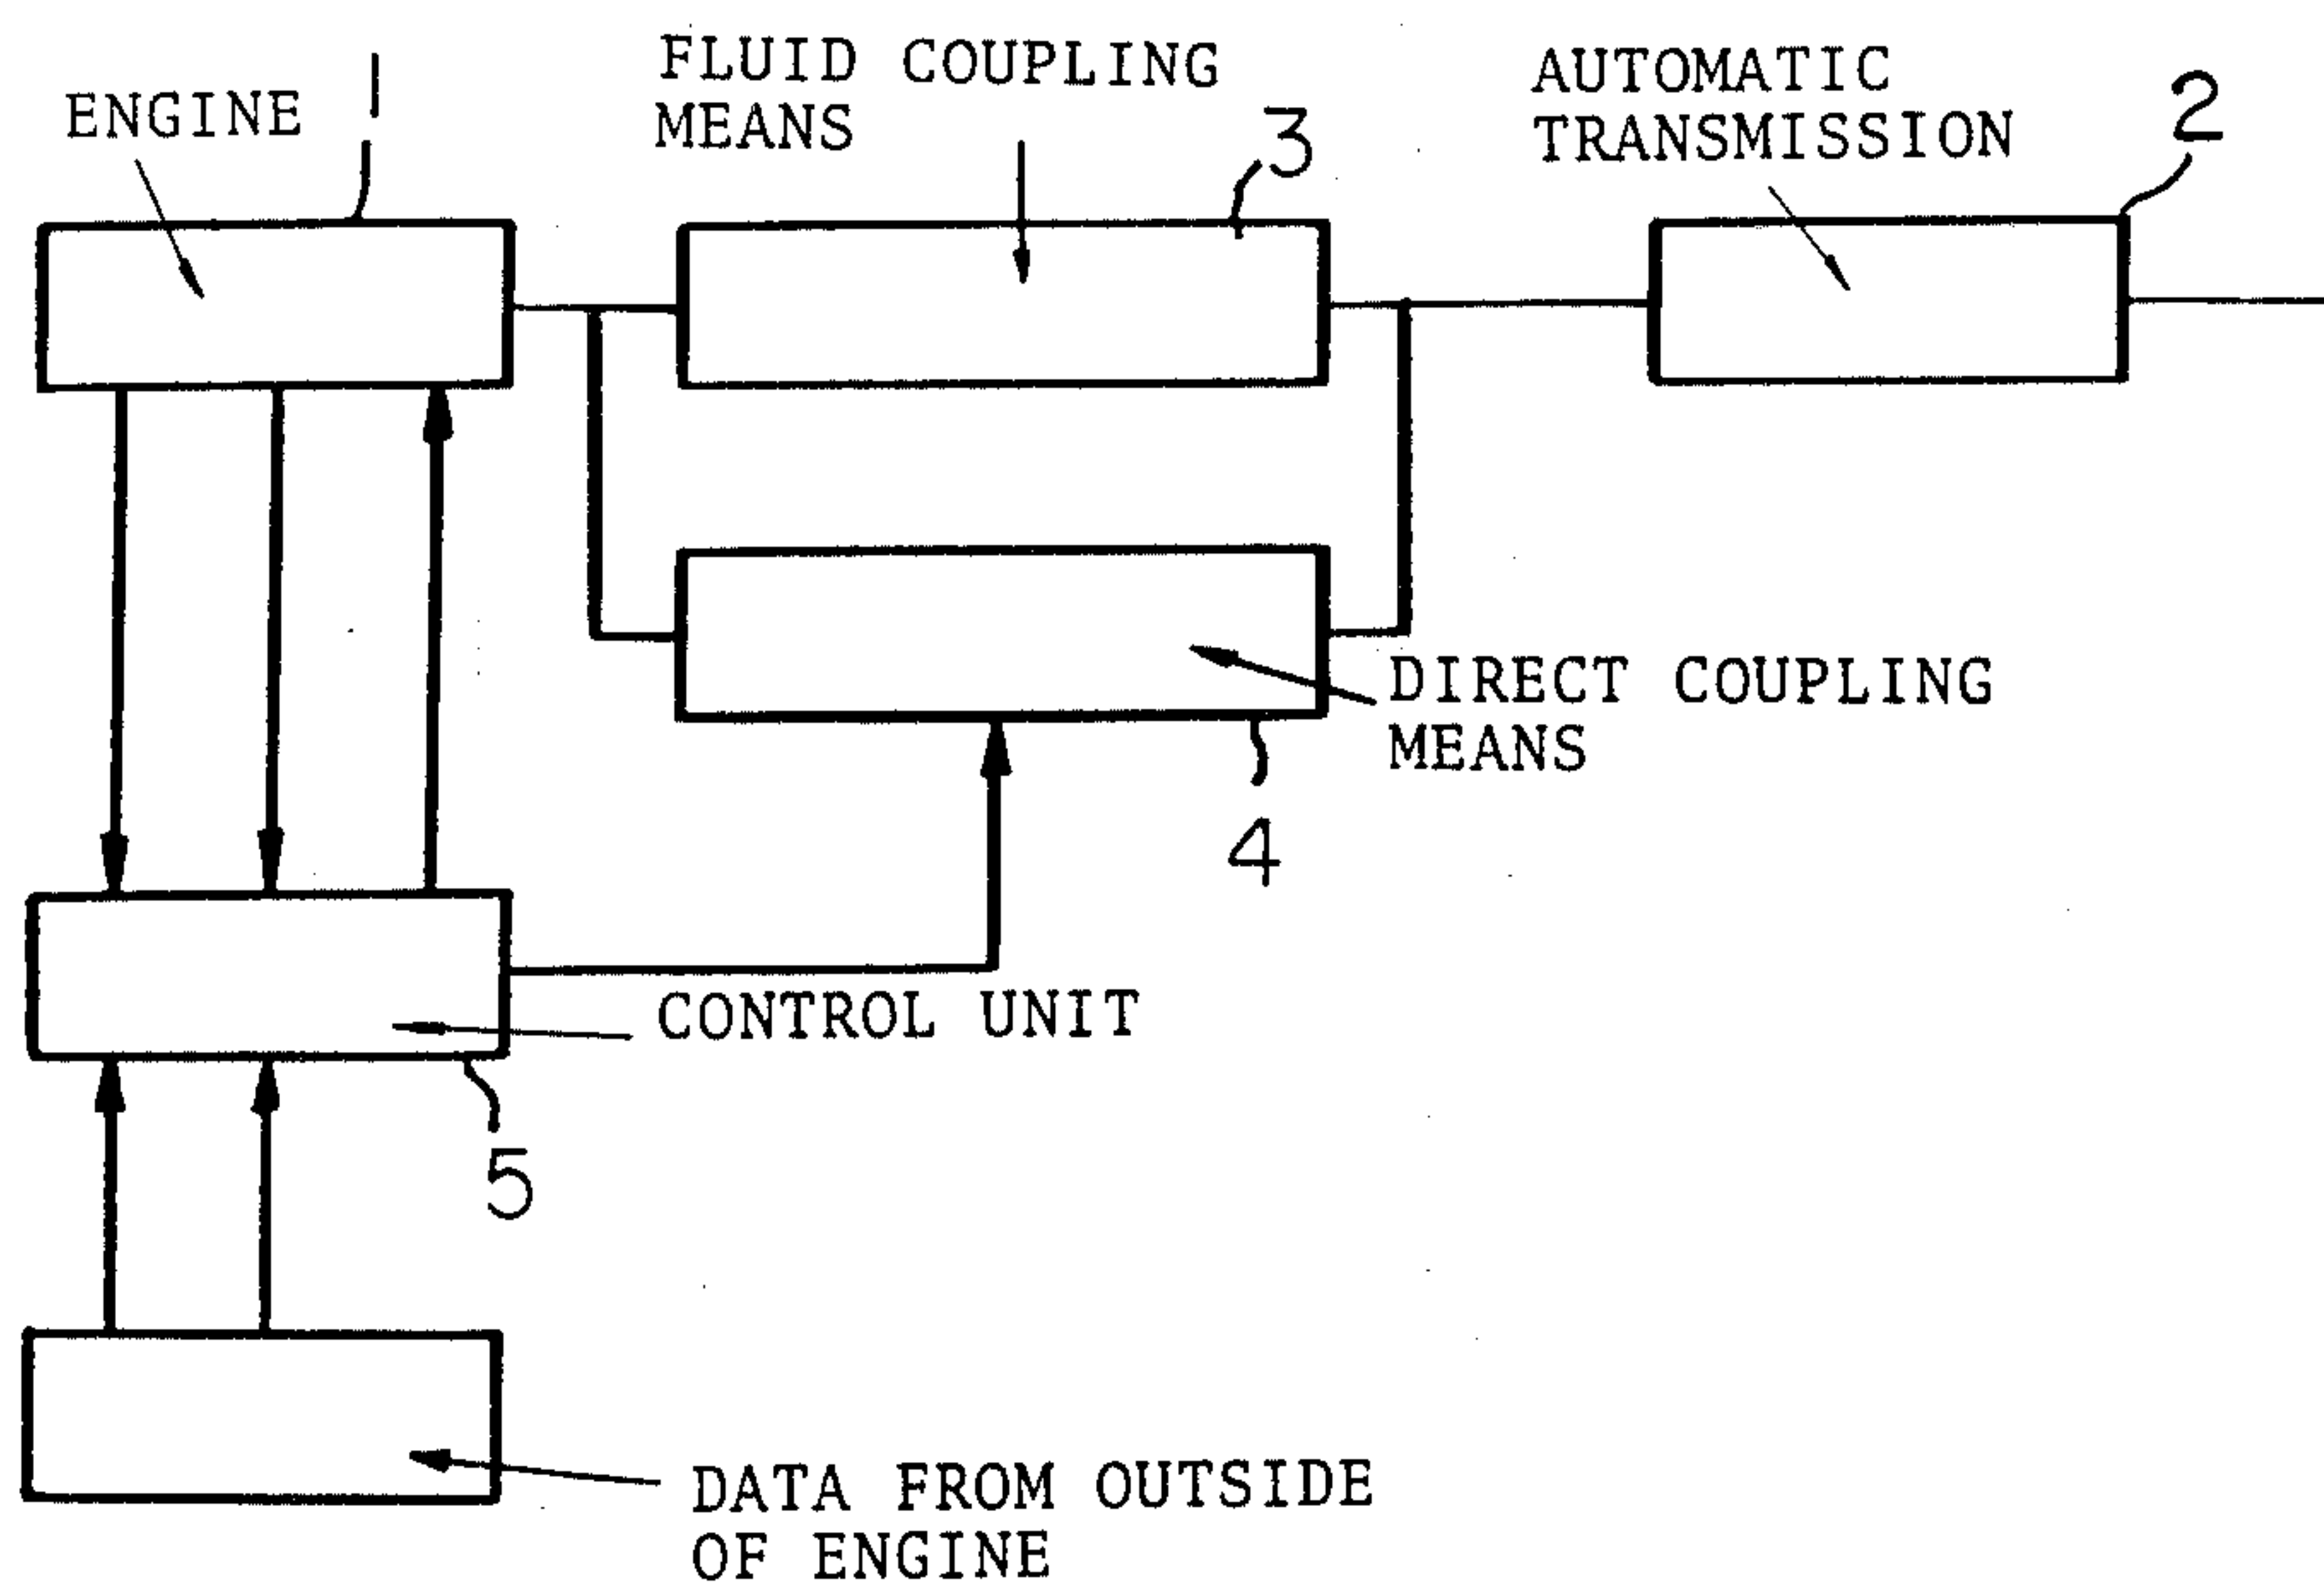 ENGINE
1
FLUID COUPLING
MEANS
3
AUTOMATIC
TRANSMISSION
2
DIRECT COUPLING
MEANS
4
CONTROL UNIT
5
DATA FROM OUTSIDE
OF ENGINE